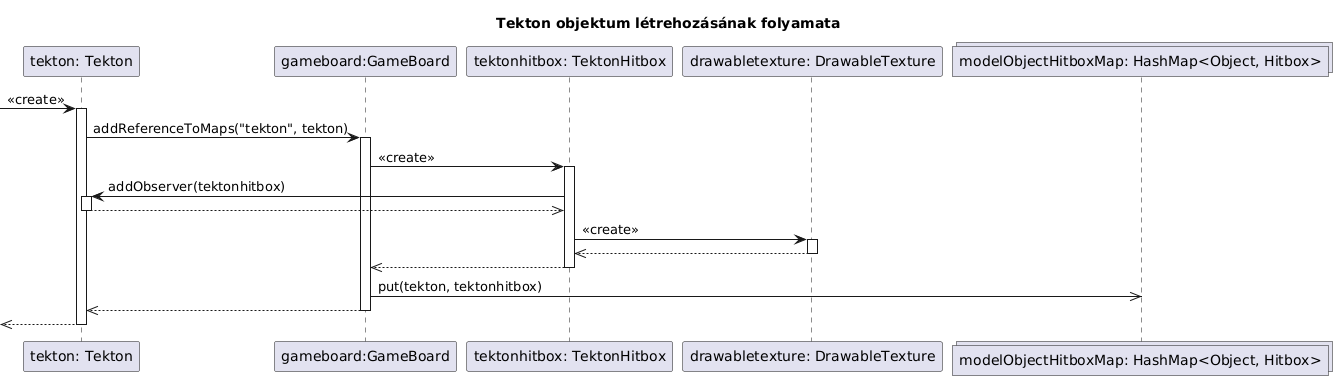 Tekton objektum létrehozásának folyamata
tekton: Tekton
gameboard:GameBoard
tektonhitbox: TektonHitbox
drawabletexture: DrawableTexture
modelObjectHitboxMap: HashMap<Object, Hitbox>
«create»
addReferenceToMaps("tekton", tekton)
«create»
addObserver(tektonhitbox)
«create»
put(tekton, tektonhitbox)
tekton: Tekton
gameboard:GameBoard
tektonhitbox: TektonHitbox
drawabletexture: DrawableTexture
modelObjectHitboxMap: HashMap<Object, Hitbox>